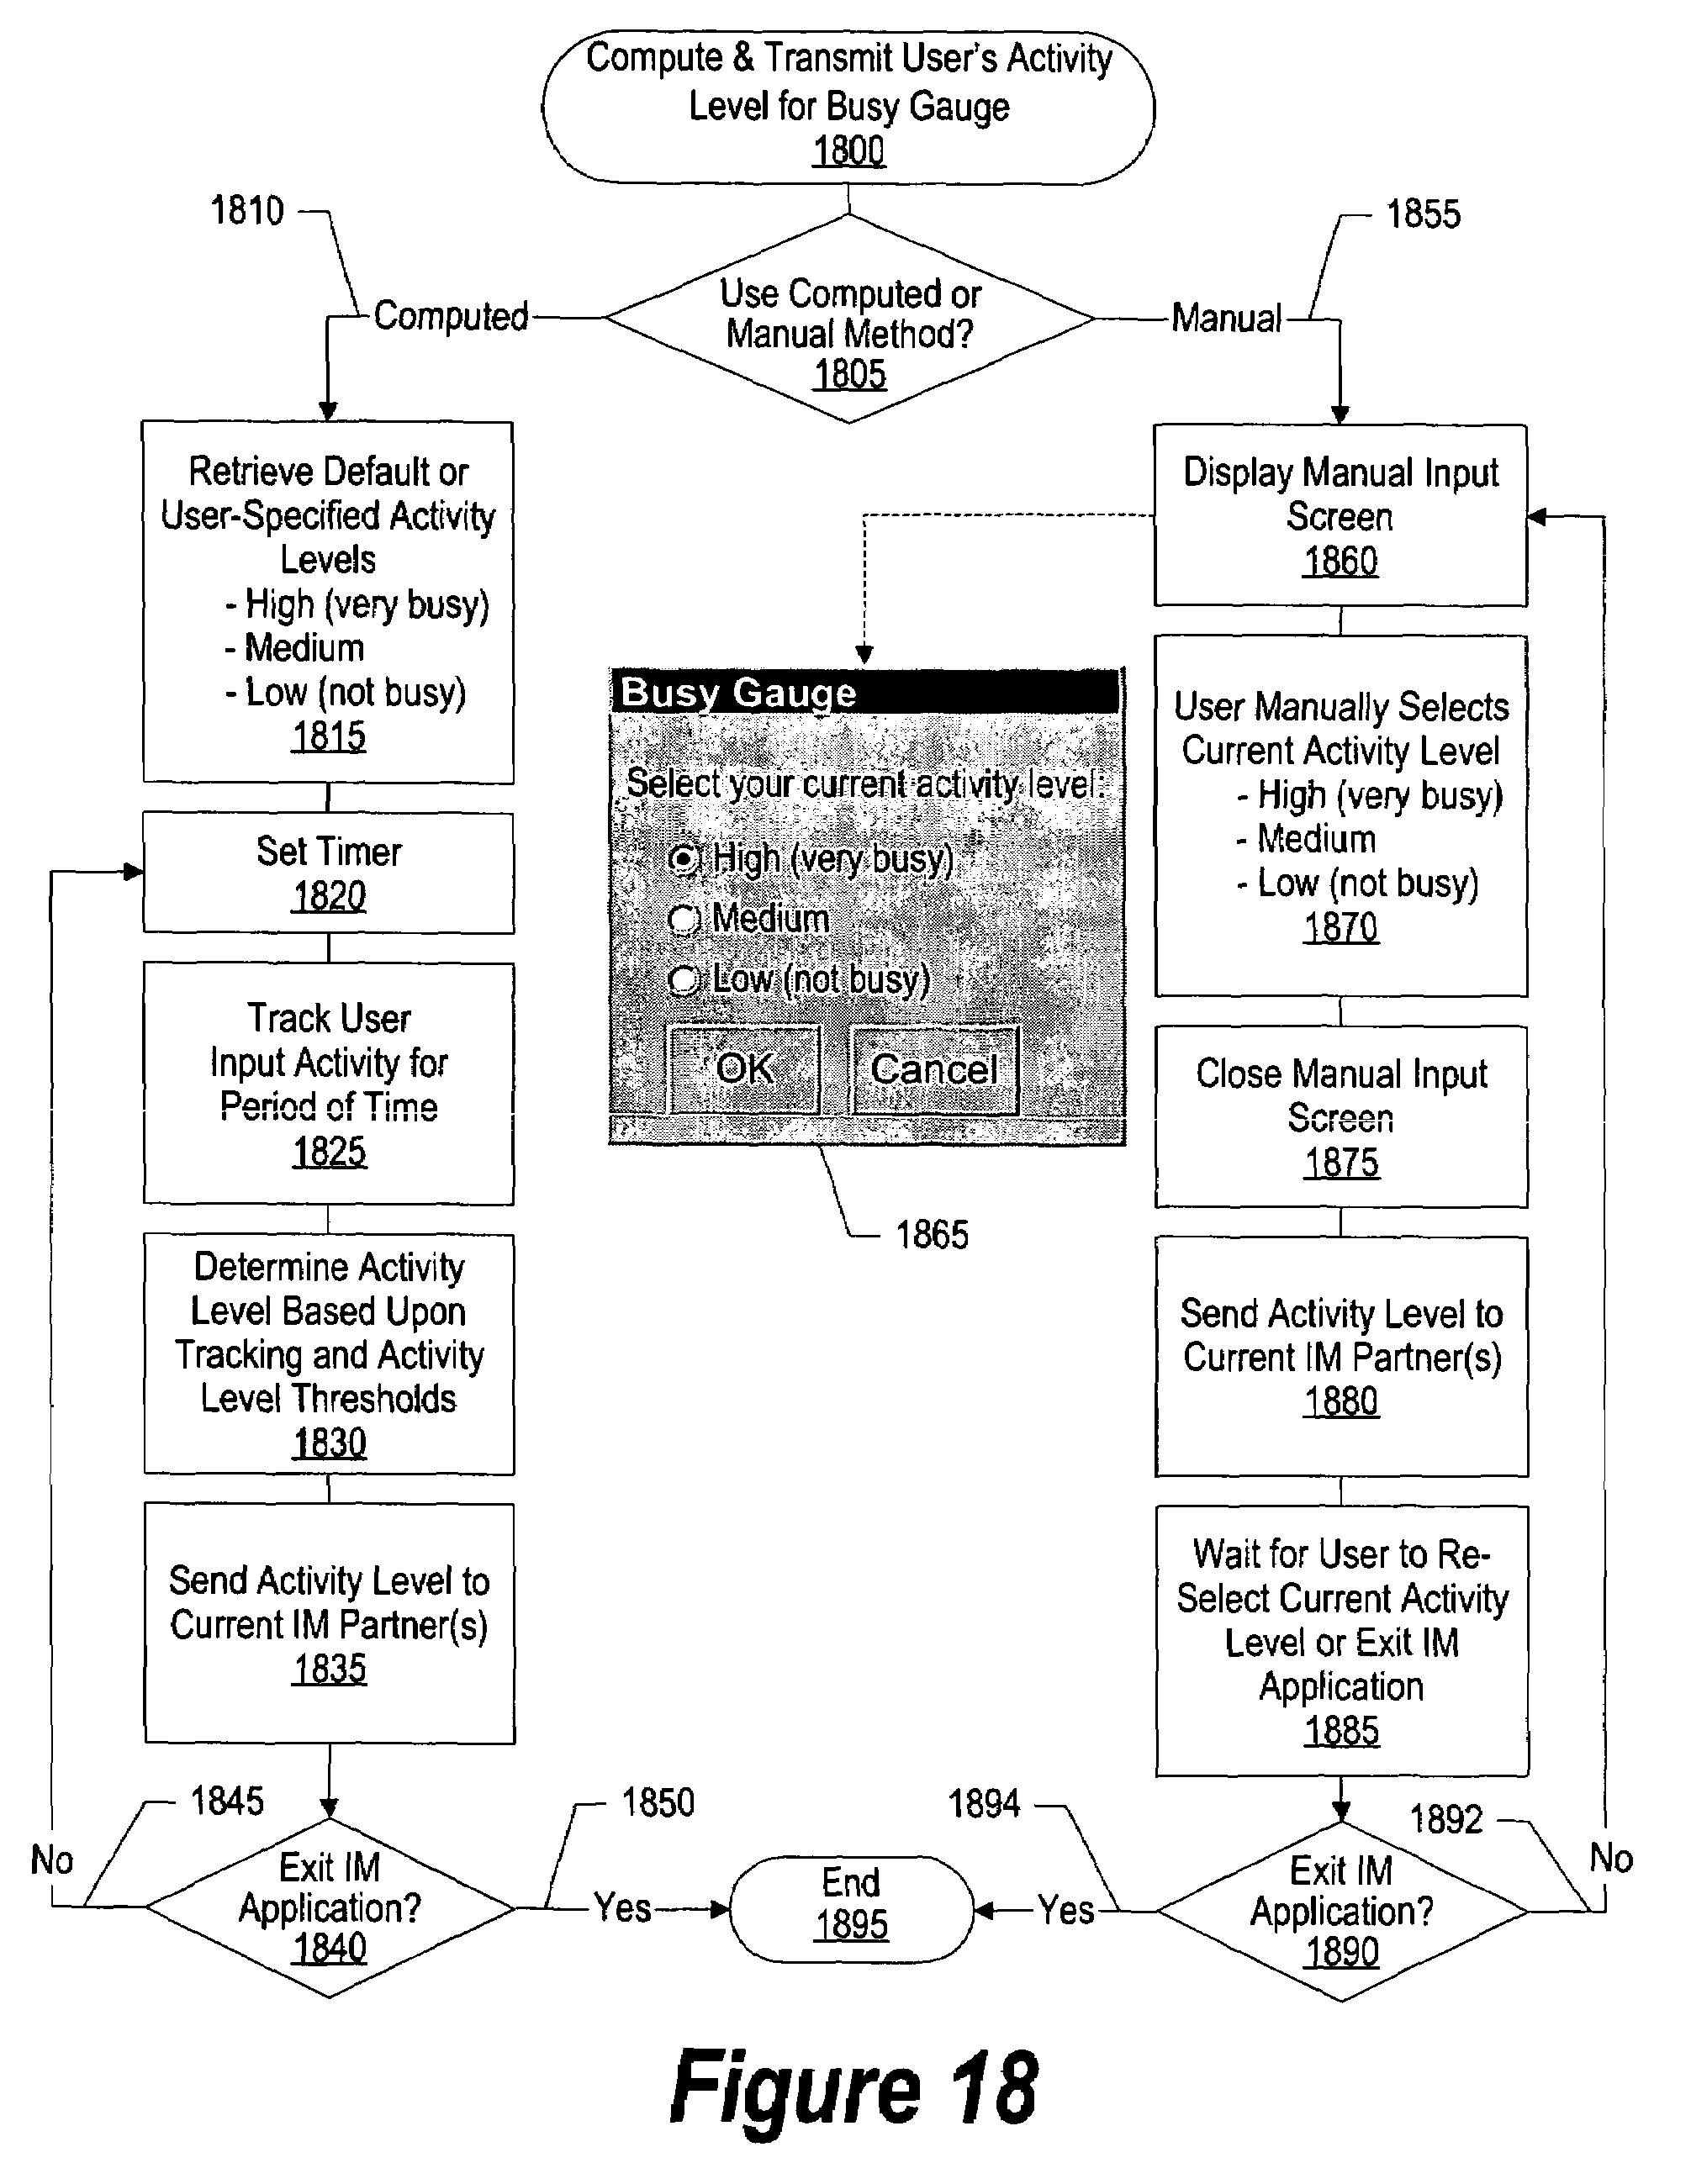 Compute & Transmit User's Activity
Level for Busy Gauge
1800
1810
1855
Computed
Use Computed or
Manual Method?
1805
Manual
Retrieve Default or
User-Specified Activity
Levels
- High (very busy)
- Medium
- Low (not busy)
1815
Set Timer
1820
Track User
Input Activity for
Period of Time
1825
Determine Activity
Level Based Upon
Tracking and Activity
Level Thresholds
1830
Send Activity Level to
Current IM Partner(s)
1835
1845
No
Exit IM
Application?
1840
1850
Yes
Busy Gauge
Select your current activity level:
High (very busy)
Medium
Low (not busy)
OK
Cancel
1865
Display Manual Input
Screen
1860
User Manually Selects
Current Activity Level
- High (very busy)
- Medium
- Low (not busy)
1870
Close Manual Input
Screen
1875
Send Activity Level to
Current IM Partner(s)
1880
Wait for User to Re-
Select Current Activity
Level or Exit IM
Application
1885
1894
Yes
Exit IM
Application?
1890
1892
No
End
1895
Figure 18